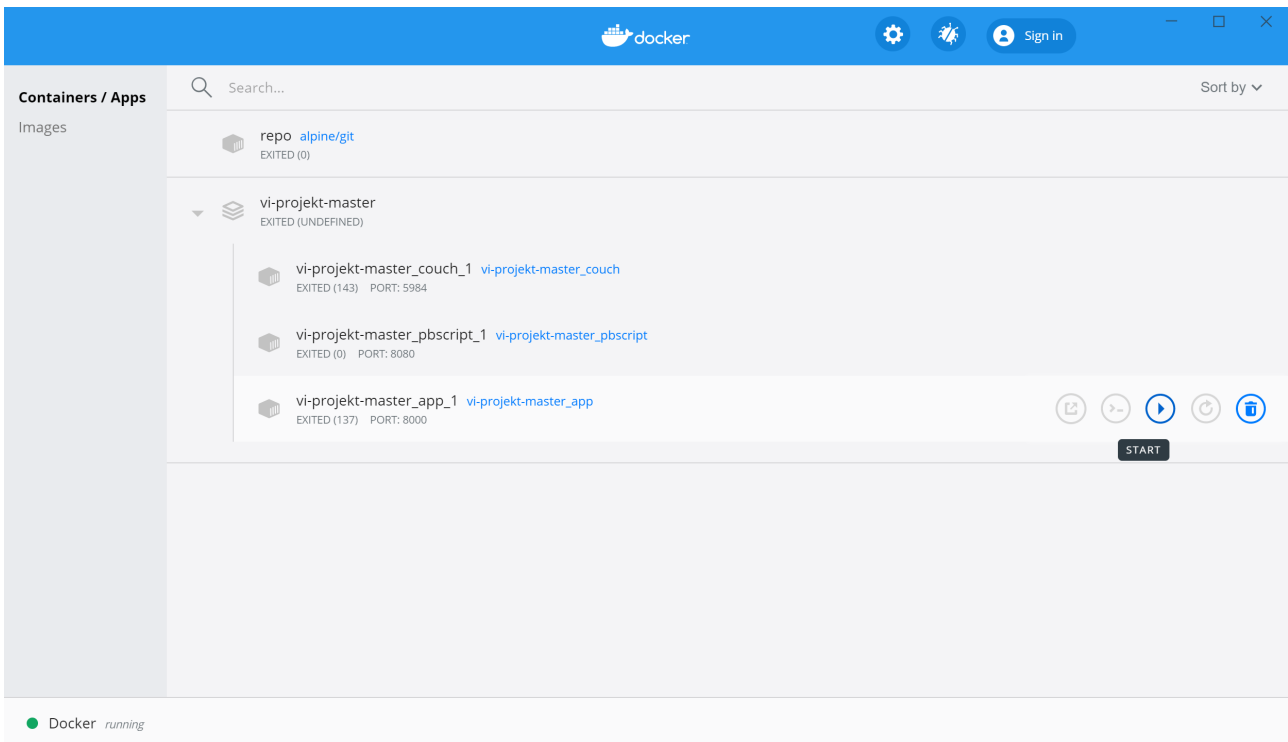 docker
Sign in
Containers / Apps
Images
Search...
Sort by
repo alpine/git
EXITED (0)
vi-projekt-master
EXITED (UNDEFINED)
vi-projekt-master_couch_1 vi-projekt-master_couch
EXITED (143) PORT: 5984
vi-projekt-master_pbscript_1 vi-projekt-master_pbscript
EXITED (0) PORT: 8080
vi-projekt-master_app_1 vi-projekt-master_app
EXITED (137) PORT: 8000
START
Docker running